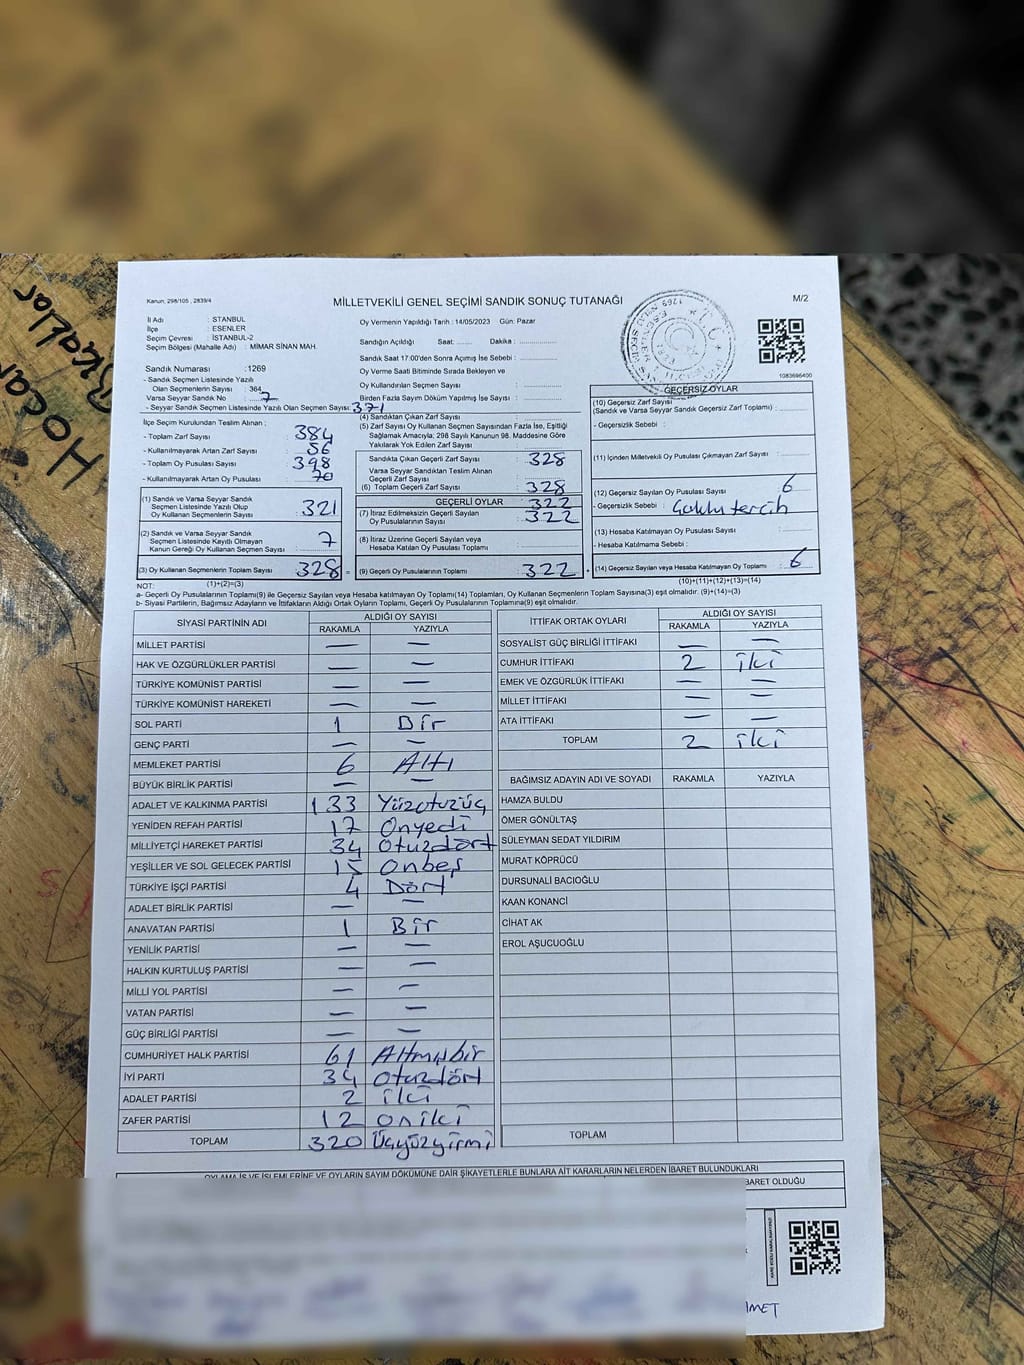 Hocar
Bkaklar
Kanun, 298/105 , 2839/4
MİLLETVEKİLİ GENEL SEÇİMİ SANDIK SONUÇ TUTANAĞI
M/2
İl Adı : İSTANBUL
İlçe : ESENLER
Seçim Çevresi : İSTANBUL-2
Seçim Bölgesi (Mahalle Adı) : MİMAR SİNAN MAH.
Sandık Numarası :1269
- Sandık Seçmen Listesinde Yazılı
Olan Seçmenlerin Sayısı : 364
Varsa Seyyar Sandık No : 7
- Seyyar Sandık Seçmen Listesinde Yazılı Olan Seçmen Sayısı: 371
İlçe Seçim Kurulundan Teslim Alınan ;
- Toplam Zarf Sayısı : 384
- Kullanılmayarak Artan Zarf Sayısı : 56
- Toplam Oy Pusulası Sayısı : 398
- Kullanılmayarak Artan Oy Pusulası : 70
(1) Sandık ve Varsa Seyyar Sandık
Seçmen Listesinde Yazılı Olup
Oy Kullanan Seçmenlerin Sayısı : 321
(2) Sandık ve Varsa Seyyar Sandık
Seçmen Listesinde Kayıtlı Olmayan
Kanun Gereği Oy Kullanan Seçmen Sayısı : 7
(3) Oy Kullanan Seçmenlerin Toplam Sayısı : 328
Oy Vermenin Yapıldığı Tarih : 14/05/2023 Gün: Pazar
Sandığın Açıldığı Saat: ........ Dakika : ....................
Sandık Saat 17:00'den Sonra Açılmış İse Sebebi : ....................
Oy Verme Saati Bitiminde Sırada Bekleyen ve
Oy Kullandırılan Seçmen Sayısı : ....................
Birden Fazla Sayım Döküm Yapılmış İse Sayısı : ....................
(4) Sandıktan Çıkan Zarf Sayısı
(5) Zarf Sayısı Oy Kullanan Seçmen Sayısından Fazla İse, Eşitliği
Sağlamak Amacıyla; 298 Sayılı Kanunun 98. Maddesine Göre
Yakılarak Yok Edilen Zarf Sayısı
Sandıkta Çıkan Geçerli Zarf Sayısı : 328
Varsa Seyyar Sandıktan Teslim Alınan
Geçerli Zarf Sayısı
(6) Toplam Geçerli Zarf Sayısı : 328
GEÇERLİ OYLAR 322
(7) İtiraz Edilmeksizin Geçerli Sayılan
Oy Pusulalarının Sayısı : 322
(8) İtiraz Üzerine Geçerli Sayılan veya
Hesaba Katılan Oy Pusulası Toplamı
(9) Geçerli Oy Pusulalarının Toplamı : 322
1083695400
GEÇERSİZ OYLAR
(10) Geçersiz Zarf Sayısı
(Sandık ve Varsa Seyyar Sandık Geçersiz Zarf Toplamı) :
- Geçersizlik Sebebi :
(11) İçinden Milletvekili Oy Pusulası Çıkmayan Zarf Sayısı :
(12) Geçersiz Sayılan Oy Pusulası Sayısı : 6
- Geçersizlik Sebebi : Çoklu tercih
(13) Hesaba Katılmayan Oy Pusulası Sayısı :
- Hesaba Katılmama Sebebi :
(14) Geçersiz Sayılan veya Hesaba Katılmayan Oy Toplamı : 6
NOT: (1)+(2)=(3)
(10)+(11)+(12)+(13)=(14)
a- Geçerli Oy Pusulalarının Toplamı(9) ile Geçersiz Sayılan veya Hesaba Katılmayan Oy Pusulası Toplamı(14) Toplamları, Oy Kullanan Seçmenlerin Toplam Sayısına(3) eşit olmalıdır. (9)+(14)=(3)
b- Siyasi Partilerin, Bağımsız Adayların ve İttifakların Aldığı Ortak Oyların Toplamı, Geçerli Oy Pusulalarının Toplamına(9) eşit olmalıdır.
SİYASİ PARTİNİN ADI ALDIĞI OY SAYISI
RAKAMLA YAZIYLA
MİLLET PARTİSİ — —
HAK VE ÖZGÜRLÜKLER PARTİSİ — —
TÜRKİYE KOMÜNİST PARTİSİ — —
TÜRKİYE KOMÜNİST HAREKETİ — —
SOL PARTİ 1 Bir
GENÇ PARTİ — —
MEMLEKET PARTİSİ 6 Altı
BÜYÜK BİRLİK PARTİSİ — —
ADALET VE KALKINMA PARTİSİ 133 Yüzotuzüç
YENİDEN REFAH PARTİSİ 17 Onyedi
MİLLİYETÇİ HAREKET PARTİSİ 34 Otuzdört
YEŞİLLER VE SOL GELECEK PARTİSİ 15 Onbeş
TÜRKİYE İŞÇİ PARTİSİ 4 Dört
ADALET BİRLİK PARTİSİ — —
ANAVATAN PARTİSİ 1 Bir
YENİLİK PARTİSİ — —
HALKIN KURTULUŞ PARTİSİ — —
MİLLİ YOL PARTİSİ — —
VATAN PARTİSİ — —
GÜÇ BİRLİĞİ PARTİSİ — —
CUMHURİYET HALK PARTİSİ 61 Altmışbir
İYİ PARTİ 34 Otuzdört
ADALET PARTİSİ 2 iki
ZAFER PARTİSİ 12 oniki
TOPLAM 320 Üçyüzyirmi
İTTİFAK ORTAK OYLARI ALDIĞI OY SAYISI
RAKAMLA YAZIYLA
SOSYALİST GÜÇ BİRLİĞİ İTTİFAKI — —
CUMHUR İTTİFAKI 2 iki
EMEK VE ÖZGÜRLÜK İTTİFAKI — —
MİLLET İTTİFAKI — —
ATA İTTİFAKI — —
TOPLAM 2 iki
BAĞIMSIZ ADAYIN ADI VE SOYADI RAKAMLA YAZIYLA
HAMZA BULDU
ÖMER GÖNÜLTAŞ
SÜLEYMAN SEDAT YILDIRIM
MURAT KÖPRÜCÜ
DURSUNALİ BACIOĞLU
KAAN KONANCİ
CİHAT AK
EROL AŞUCUOĞLU
TOPLAM
OYLAMA İŞ VE İŞLEMLERİNE VE OYLARIN SAYIM DÖKÜMÜNE DAİR ŞİKAYETLERLE BUNLARA AİT KARARLARIN NELERDEN İBARET BULUNDUKLARI
BARET OLDUĞU